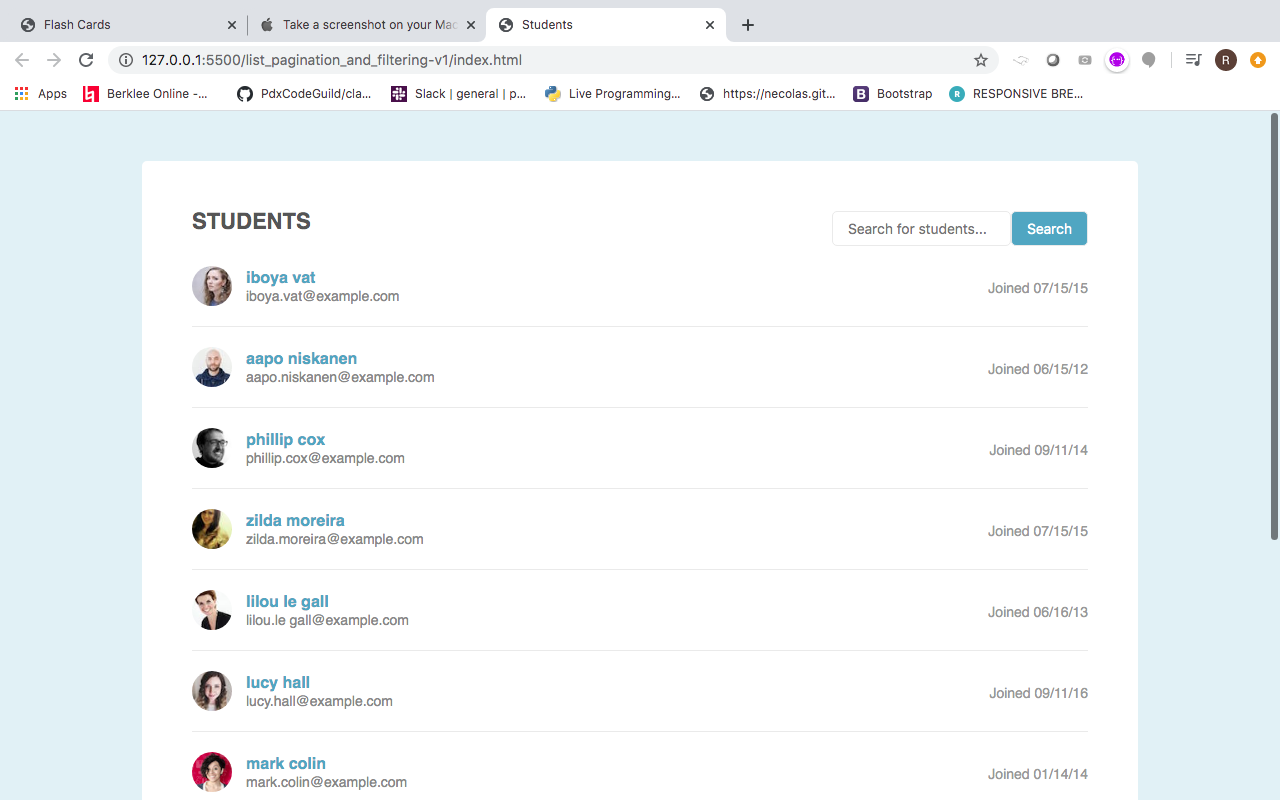 Flash Cards
Take a screenshot on your Mac
Students
127.0.0.1:5500/list_pagination_and_filtering-v1/index.html
R
Apps
Berklee Online -...
PdxCodeGuild/cla...
Slack | general | p...
Live Programming...
https://necolas.git...
B
Bootstrap
R
RESPONSIVE BRE...
STUDENTS
Search for students...
Search
iboya vat
iboya.vat@example.com
Joined 07/15/15
aapo niskanen
aapo.niskanen@example.com
Joined 06/15/12
phillip cox
phillip.cox@example.com
Joined 09/11/14
zilda moreira
zilda.moreira@example.com
Joined 07/15/15
lilou le gall
lilou.le gall@example.com
Joined 06/16/13
lucy hall
lucy.hall@example.com
Joined 09/11/16
mark colin
mark.colin@example.com
Joined 01/14/14